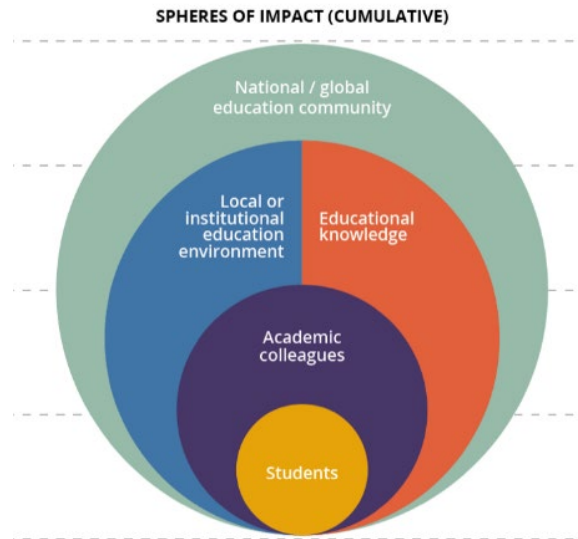 SPHERES OF IMPACT (CUMULATIVE)
National / global
education community
Local or
institutional
education
environment
Educational
knowledge
Academic
colleagues
Students